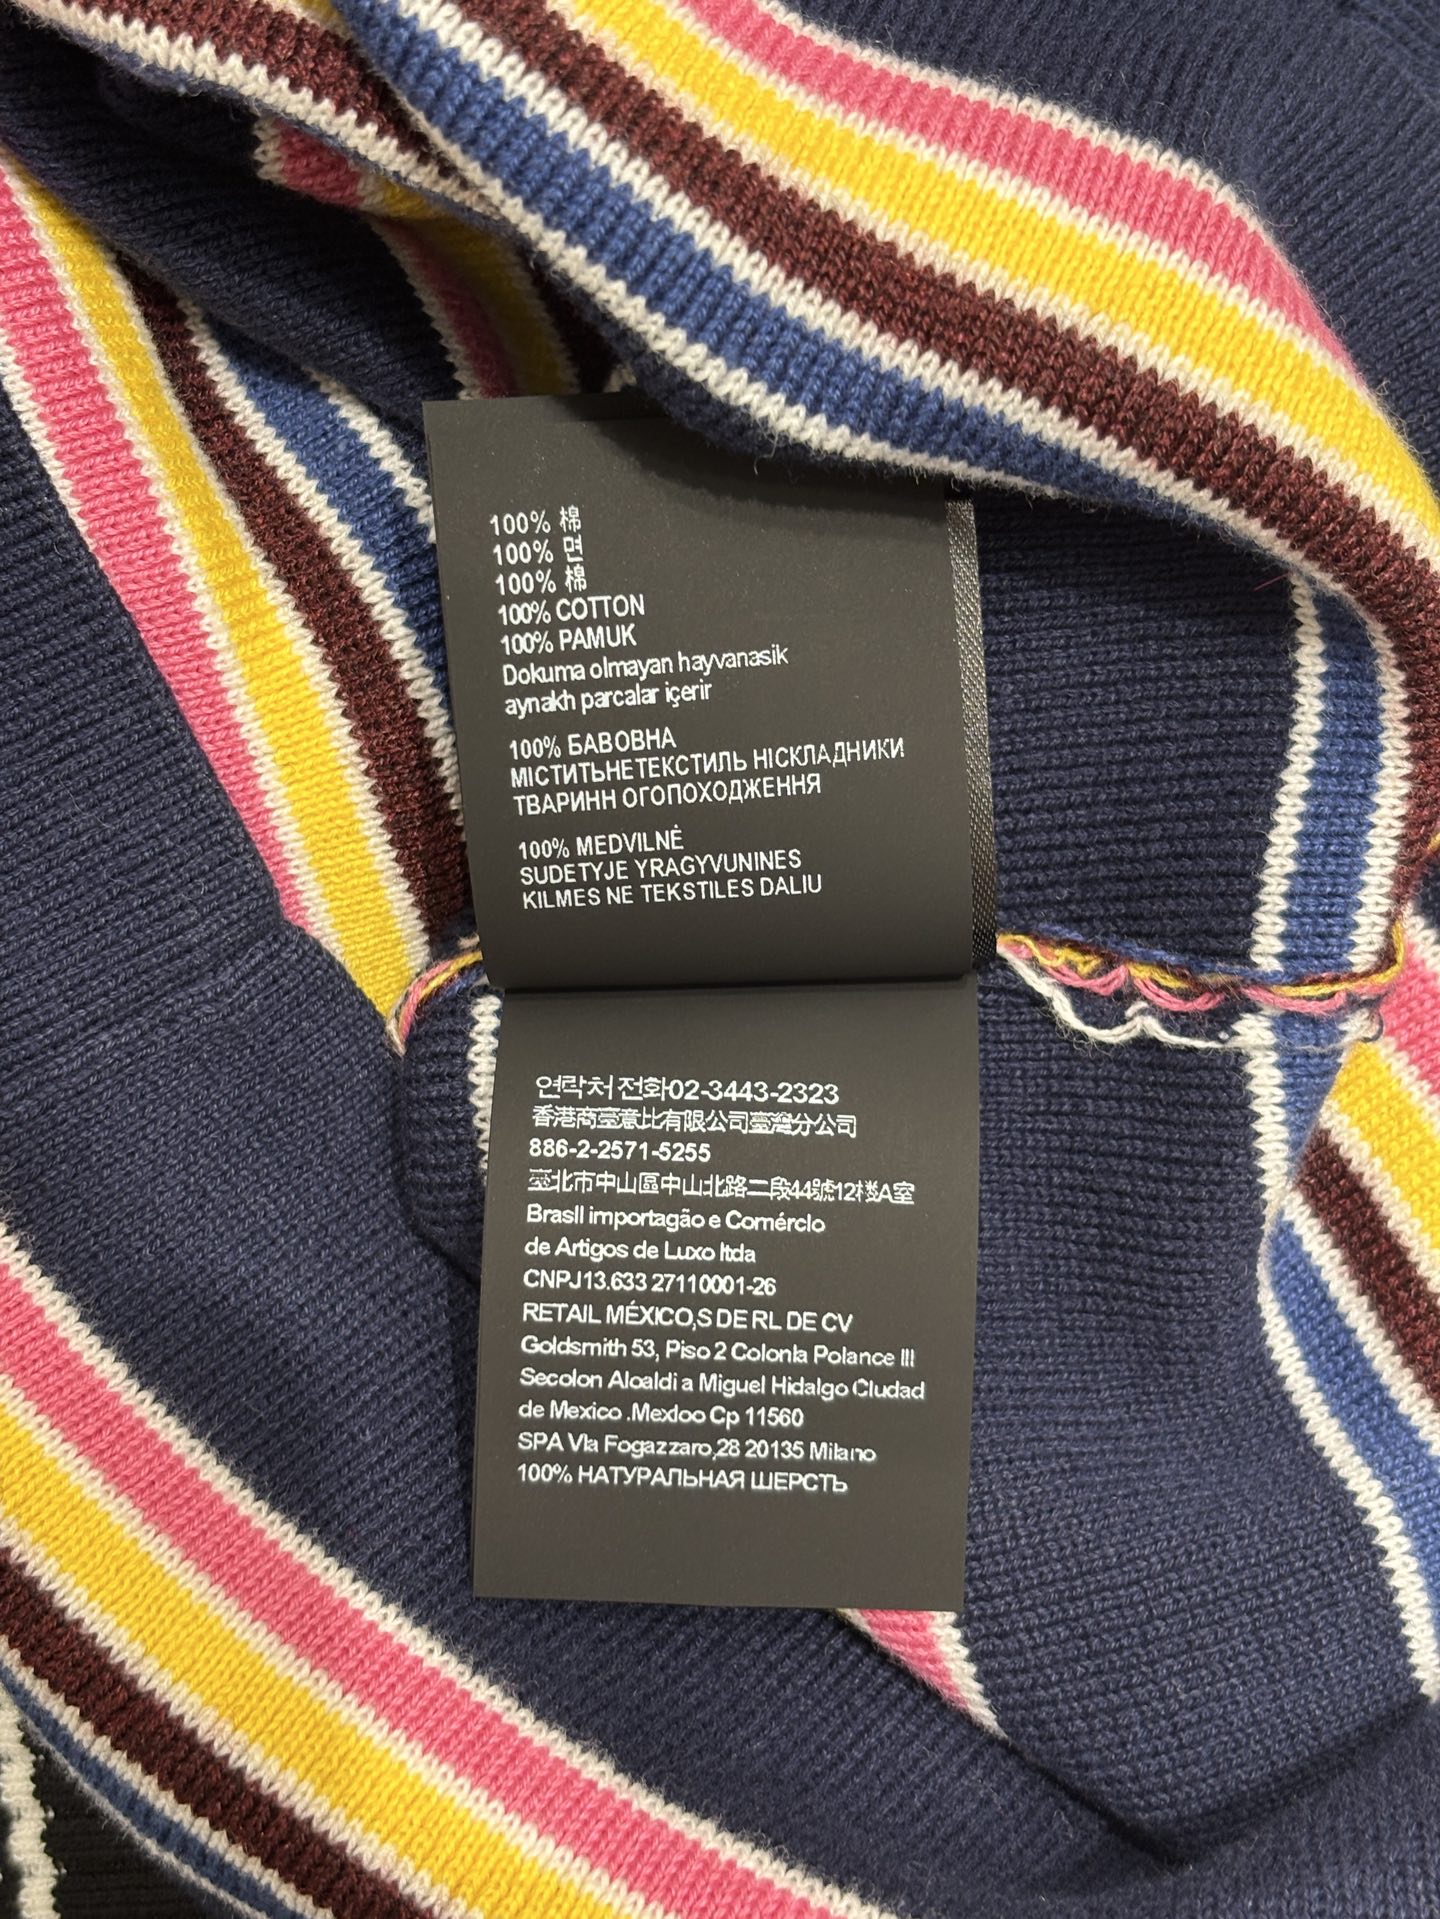 100% 棉
100% 면
100% 棉
100% COTTON
100% PAMUK
Dokuma olmayan hayvanasik
aynakh parcalar içerir
100% БАВОВНА
МІСТИТЬНЕТЕКСТИЛЬ НІСКЛАДНИКИ
ТВАРИНН ОГОПОХОДЖЕННЯ
100% MEDVILNĖ
SUDETYJE YRAGYVUNINES
KILMES NE TEKSTILES DALIU
연락처 전화02-3443-2323
香港商臺意比有限公司臺灣分公司
886-2-2571-5255
臺北市中山區中山北路二段44號12楼A室
Brasll importagão e Comérclo
de Artigos de Luxo ltda
CNPJ13.633 27110001-26
RETAIL MÉXICO,S DE RL DE CV
Goldsmith 53, Piso 2 Colonla Polance III
Secolon Aloaldi a Miguel Hidalgo Cludad
de Mexico .Mexloo Cp 11560
SPA Vla Fogazzaro,28 20135 Milano
100% НАТУРАЛЬНАЯ ШЕРСТЬ